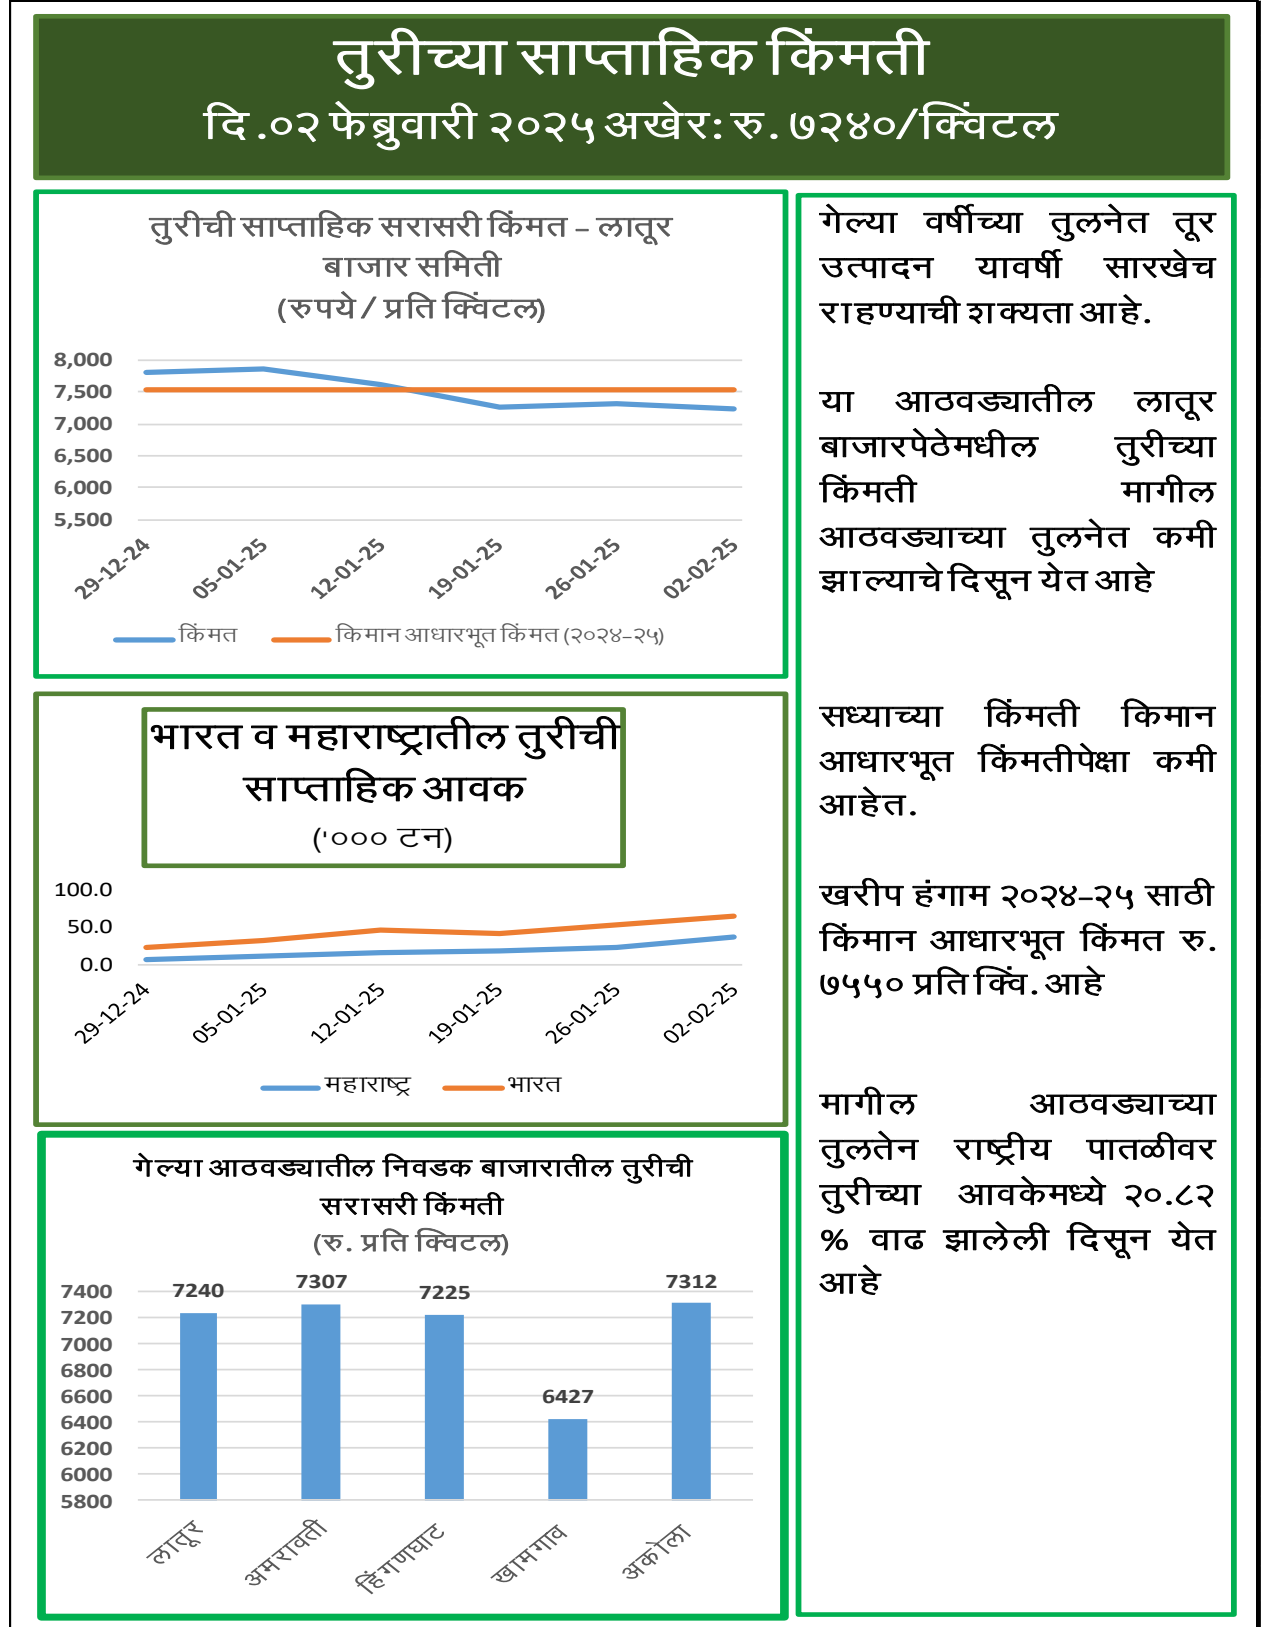 तुरीच्या साप्ताहिक किंमती
दि.०२ फेब्रुवारी २०२५ अखेर: रु. ७२४०/क्विंटल
तुरीची साप्ताहिक सरासरी किंमत – लातूर
बाजार समिती
(रुपये / प्रति क्विंटल)
8,000
7,500
7,000
6,500
6,000
5,500
29-12-24
05-01-25
12-01-25
19-01-25
26-01-25
02-02-25
किंमत
किमान आधारभूत किंमत (२०२४–२५)
भारत व महाराष्ट्रातील तुरीची
साप्ताहिक आवक
('००० टन)
100.0
50.0
0.0
29-12-24
05-01-25
12-01-25
19-01-25
26-01-25
02-02-25
महाराष्ट्र
भारत
गेल्या आठवड्यातील निवडक बाजारातील तुरीची
सरासरी किंमती
(रु. प्रति क्विटल)
7400
7200
7000
6800
6600
6400
6200
6000
5800
7240
7307
7225
6427
7312
लातूर
अमरावती
हिंगणघाट
खामगाव
अकोला
गेल्या वर्षीच्या तुलनेत तूर
उत्पादन यावर्षी सारखेच
राहण्याची शक्यता आहे.
या आठवड्यातील लातूर
बाजारपेठेमधील तुरीच्या
किंमती मागील
आठवड्याच्या तुलनेत कमी
झाल्याचे दिसून येत आहे
सध्याच्या किंमती किमान
आधारभूत किंमतीपेक्षा कमी
आहेत.
खरीप हंगाम २०२४–२५ साठी
किंमान आधारभूत किंमत रु.
७५५० प्रति क्विं. आहे
मागील आठवड्याच्या
तुलतेन राष्ट्रीय पातळीवर
तुरीच्या आवकेमध्ये २०.८२
% वाढ झालेली दिसून येत
आहे